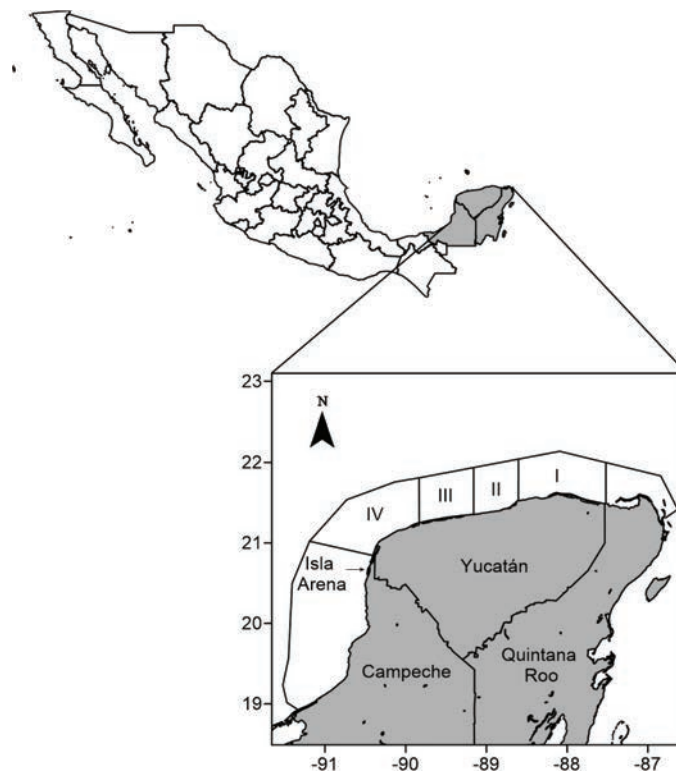 23
N
22
I
II
III
IV
21
Isla
Arena
Yucatán
20
Quintana
Roo
Campeche
19
-91 -90 -89 -88 -87